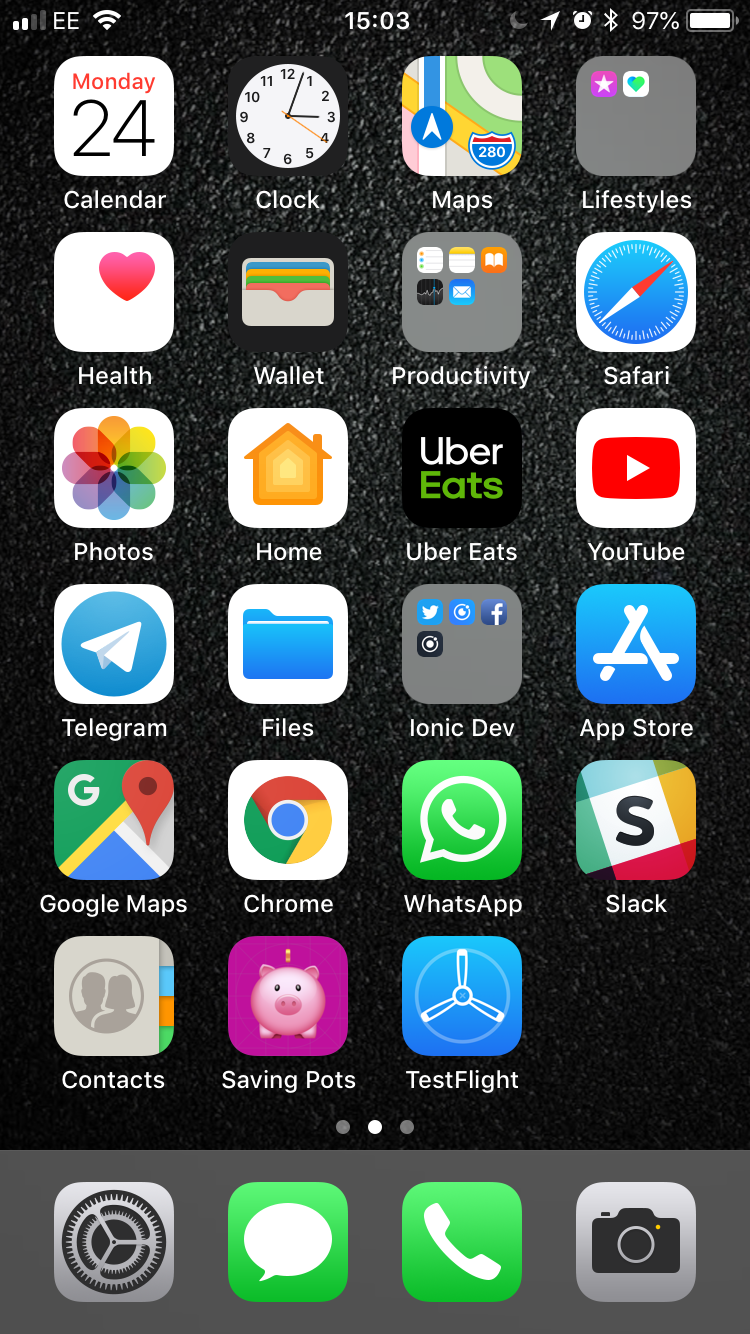 EE 15:03 97%
Monday
24
12
11 1
10 2
9 3
8 4
7 5
6
280
Calendar Clock Maps Lifestyles
Health Wallet Productivity Safari
Uber
Eats
Photos Home Uber Eats YouTube
f
Telegram Files Ionic Dev App Store
G
S
Google Maps Chrome WhatsApp Slack
Contacts Saving Pots TestFlight